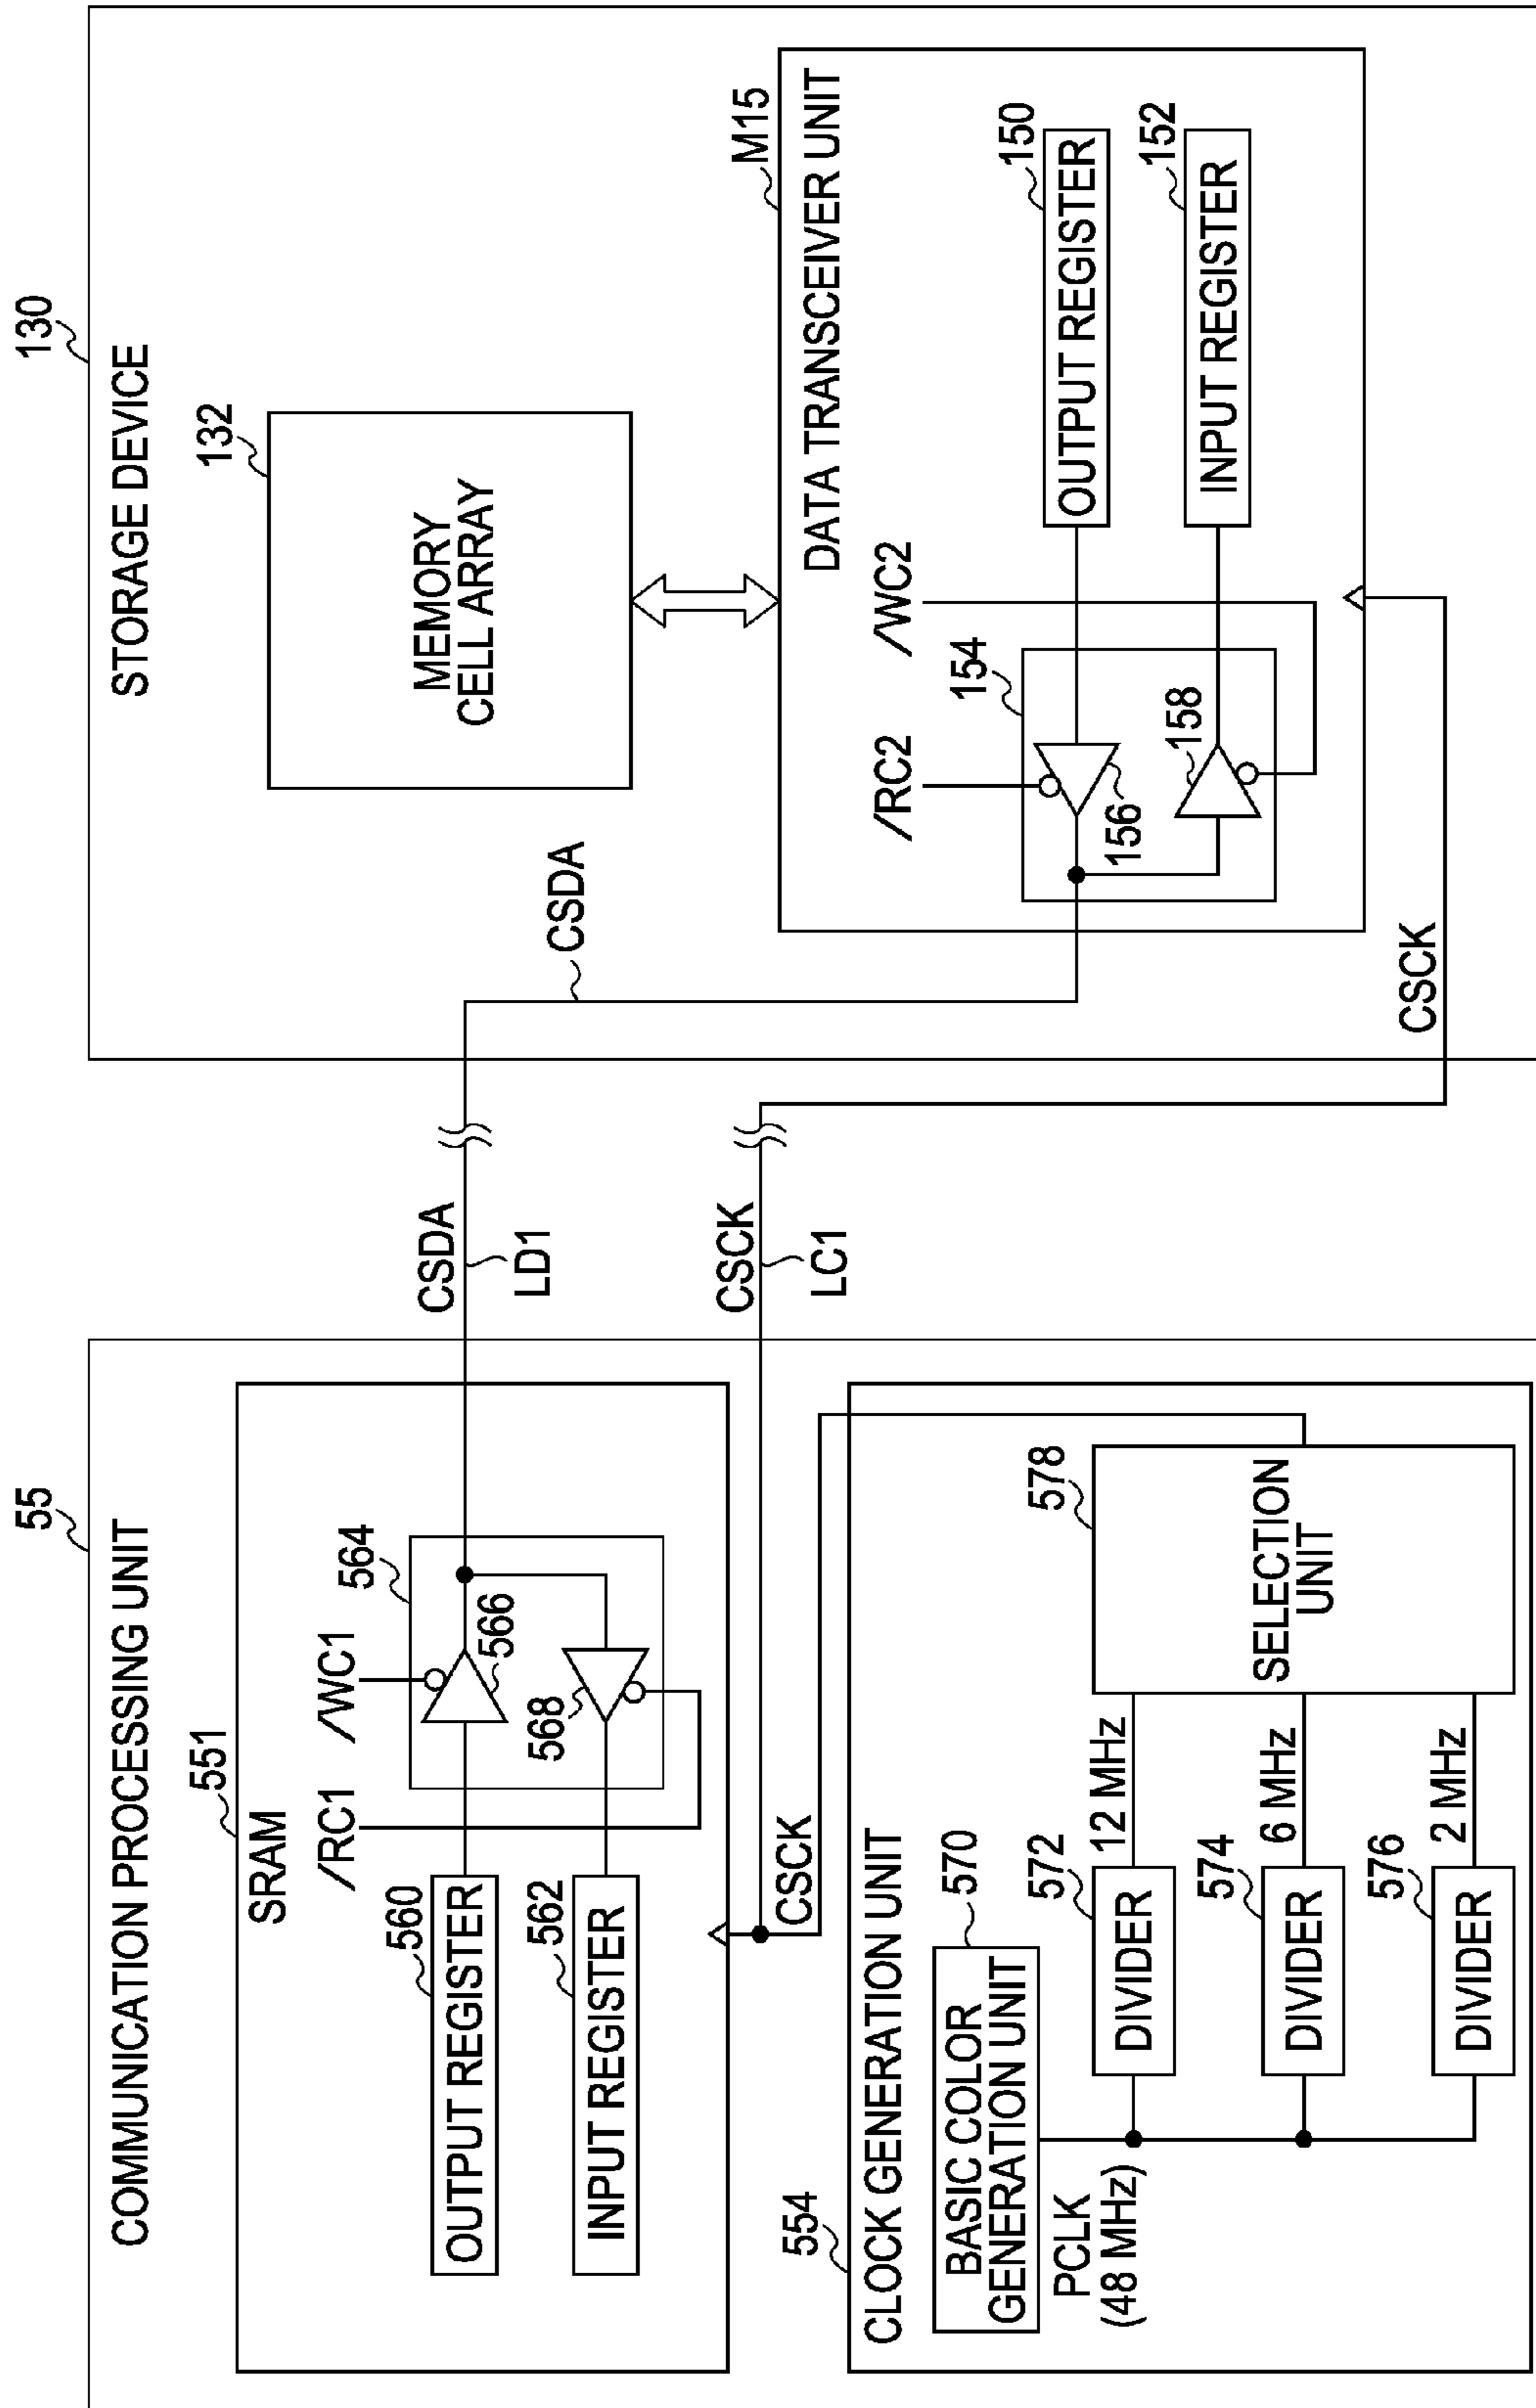 55
COMMUNICATION PROCESSING UNIT
551
SRAM
/RC1
/WC1
564
560
OUTPUT REGISTER
566
562
INPUT REGISTER
568
CSCK
554
CLOCK GENERATION UNIT
570
BASIC COLOR
GENERATION UNIT
PCLK
(48 MHz)
572
DIVIDER
12 MHz
574
DIVIDER
6 MHz
576
DIVIDER
2 MHz
578
SELECTION
UNIT
CSDA
LD1
CSCK
LC1
130
STORAGE DEVICE
132
MEMORY
CELL ARRAY
CSDA
M15
DATA TRANSCEIVER UNIT
/RC2
/WC2
154
150
OUTPUT REGISTER
156
158
152
INPUT REGISTER
CSCK